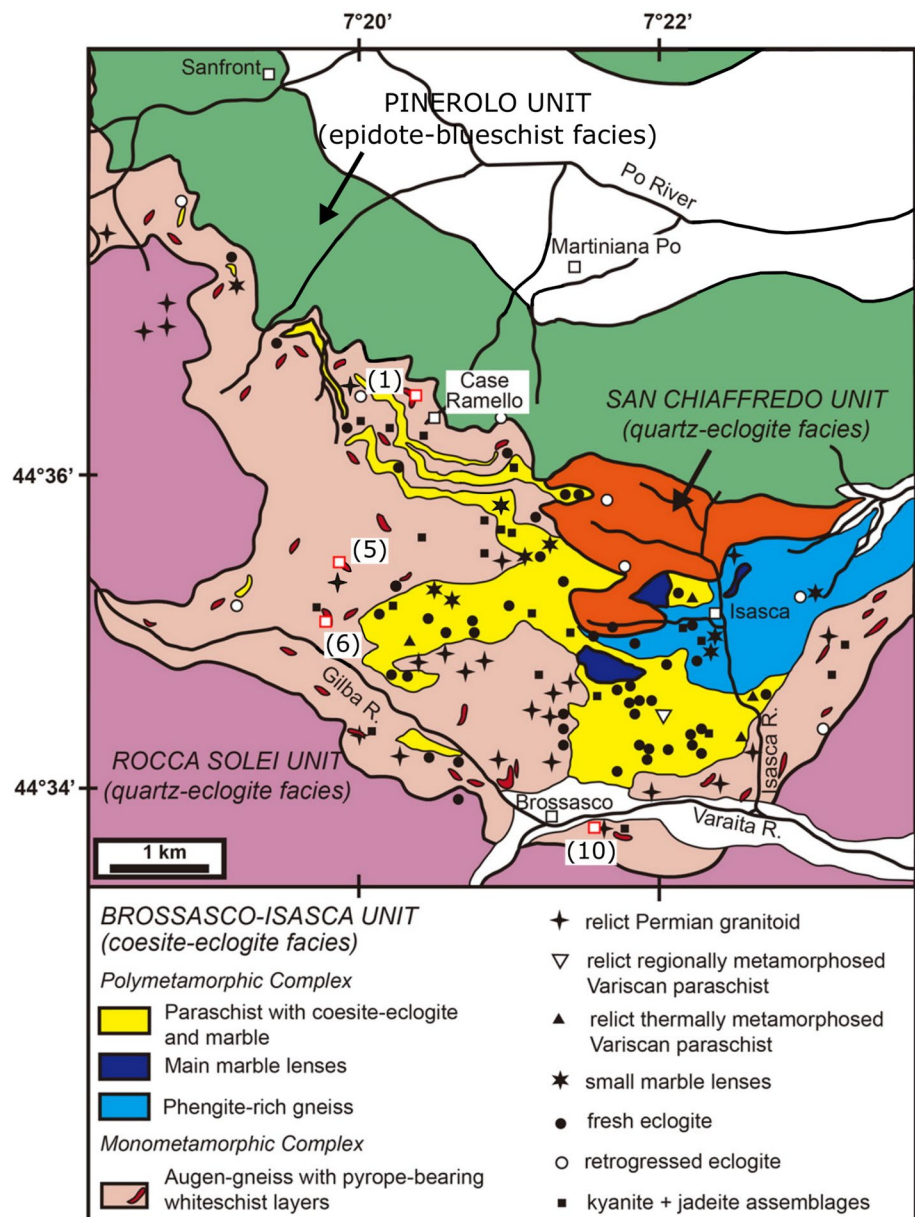 7°20'
7°22'
Sanfront
PINEROLO UNIT
(epidote-blueschist facies)
Po River
Martiniana Po
(1)
Case
Ramello
SAN CHIAFFREDO UNIT
(quartz-eclogite facies)
44°36'
(5)
Isasca
(6)
Gilba R.
ROCCA SOLEI UNIT
(quartz-eclogite facies)
Isasca R.
44°34'
Brossasco
Varaita R.
1 km
(10)
BROSSASCO-ISASCA UNIT
(coesite-eclogite facies)
Polymetamorphic Complex
Paraschist with coesite-eclogite
and marble
Main marble lenses
Phengite-rich gneiss
Monometamorphic Complex
Augen-gneiss with pyrope-bearing
whiteschist layers
relict Permian granitoid
relict regionally metamorphosed
Variscan paraschist
relict thermally metamorphosed
Variscan paraschist
small marble lenses
fresh eclogite
retrogressed eclogite
kyanite + jadeite assemblages